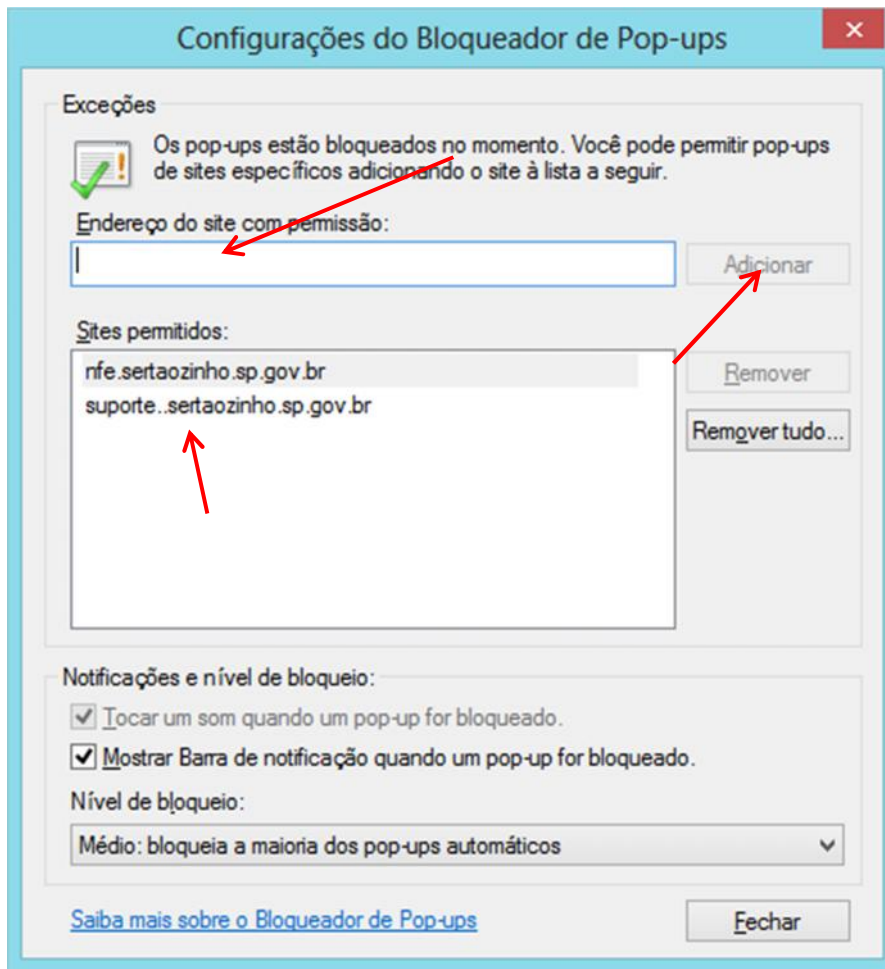 Configurações do Bloqueador de Pop-ups
Exceções
Os pop-ups estão bloqueados no momento. Você pode permitir pop-ups
de sites específicos adicionando o site à lista a seguir.
Endereço do site com permissão:
Adicionar
Sites permitidos:
nfe.sertaozinho.sp.gov.br
suporte..sertaozinho.sp.gov.br
Remover
Remover tudo...
Notificações e nível de bloqueio:
Tocar um som quando um pop-up for bloqueado.
Mostrar Barra de notificação quando um pop-up for bloqueado.
Nível de bloqueio:
Médio: bloqueia a maioria dos pop-ups automáticos
Saiba mais sobre o Bloqueador de Pop-ups
Fechar